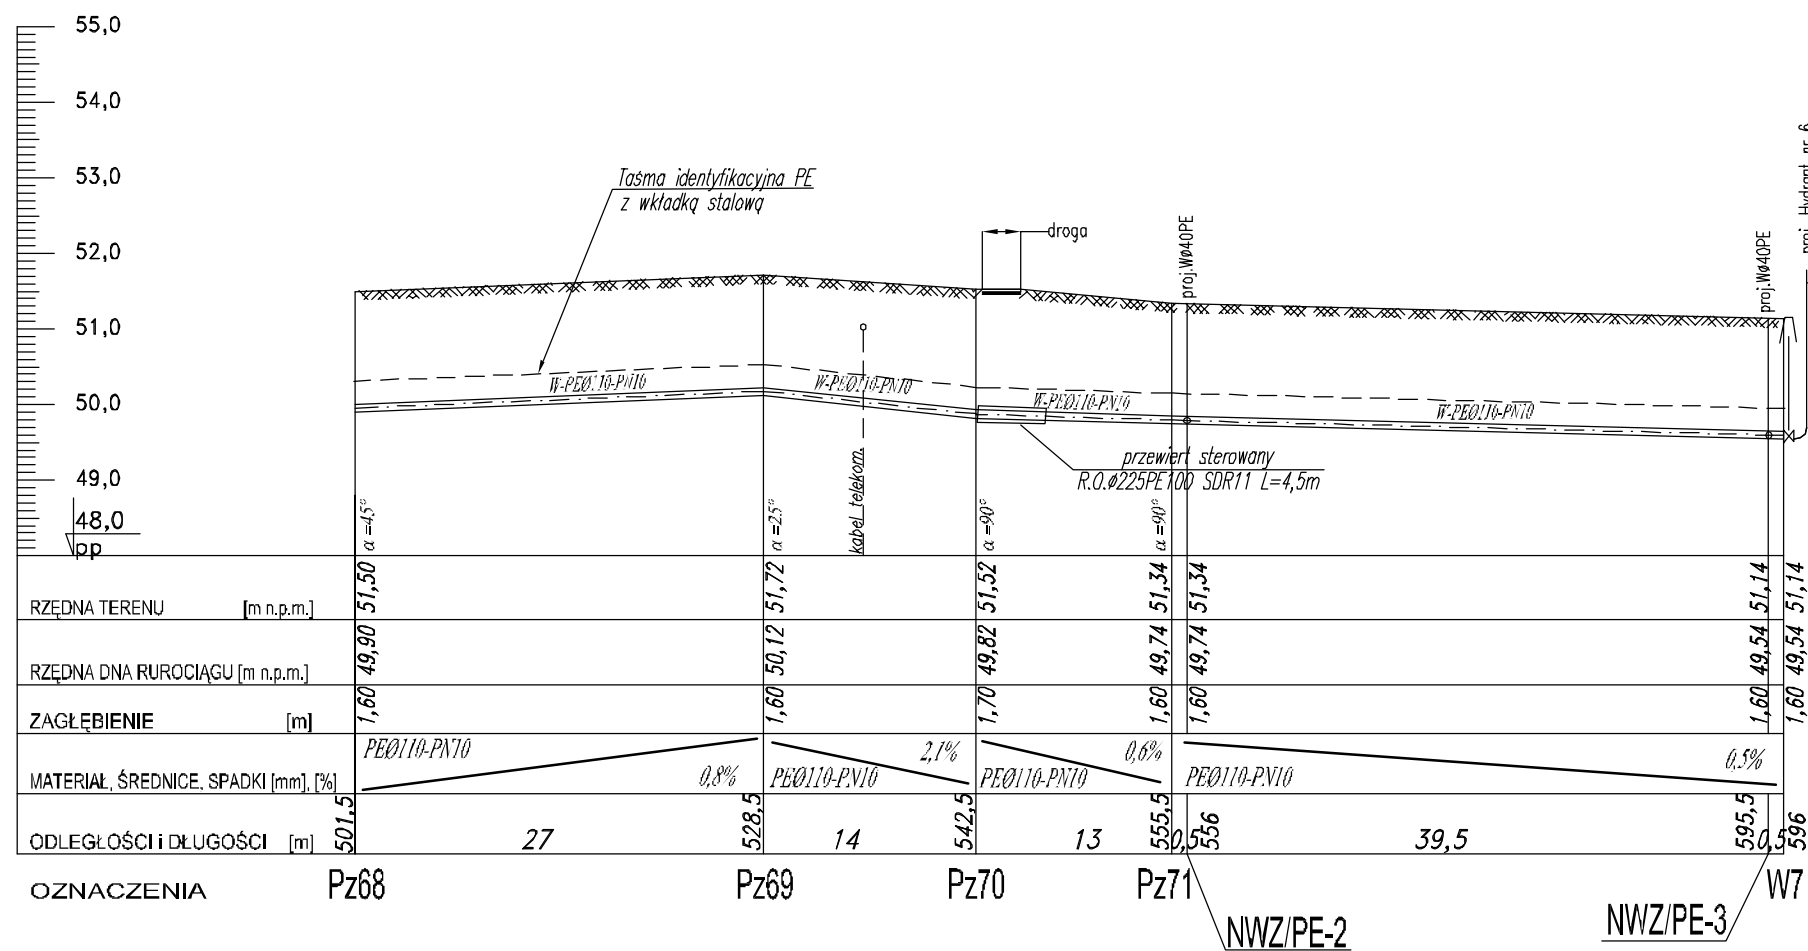 55,0
54,0
53,0
52,0
51,0
50,0
49,0
48,0
pp
Taśma identyfikacyjna PE
z wkładką stalową
droga
proj.Wø40PE
proj.Wø40PE
proj. Hydrant nr 6
W-PEØ110-PN10
W-PEØ110-PN10
W-PEØ110-PN10
W-PEØ110-PN10
przewiert sterowany
R.O.ø225PE100 SDR11 L=4,5m
kabel telekom.
α=45°
α=25°
α=90°
α=90°
RZĘDNA TERENU [m n.p.m.] 51,50 51,72 51,52 51,34 51,34 51,14 51,14
RZĘDNA DNA RUROCIĄGU [m n.p.m.] 49,90 50,12 49,82 49,74 49,74 49,54 49,54
ZAGŁĘBIENIE [m] 1,60 1,60 1,70 1,60 1,60 1,60 1,60
MATERIAŁ, ŚREDNICE, SPADKI [mm], [%] PEØ110-PN10 0,8% PEØ110-PN10 2,1% PEØ110-PN10 0,6% PEØ110-PN10 0,5%
ODLEGŁOŚCI i DŁUGOŚCI [m] 501,5 27 528,5 14 542,5 13 555,5 0,5 556 39,5 595,5 0,5 596
OZNACZENIA Pz68 Pz69 Pz70 Pz71 W7
NWZ/PE-2
NWZ/PE-3